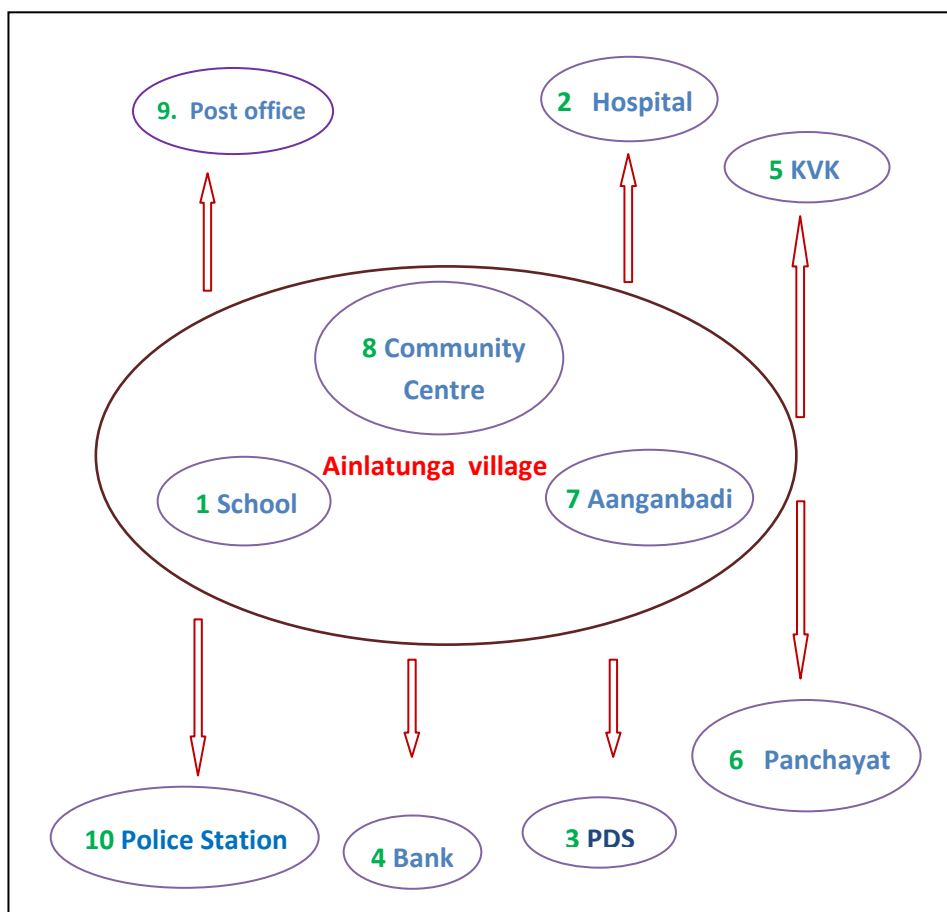 9. Post office
2 Hospital
5 KVK
8 Community
Centre
Ainlatunga village
1 School
7 Aanganbadi
6 Panchayat
10 Police Station
4 Bank
3 PDS